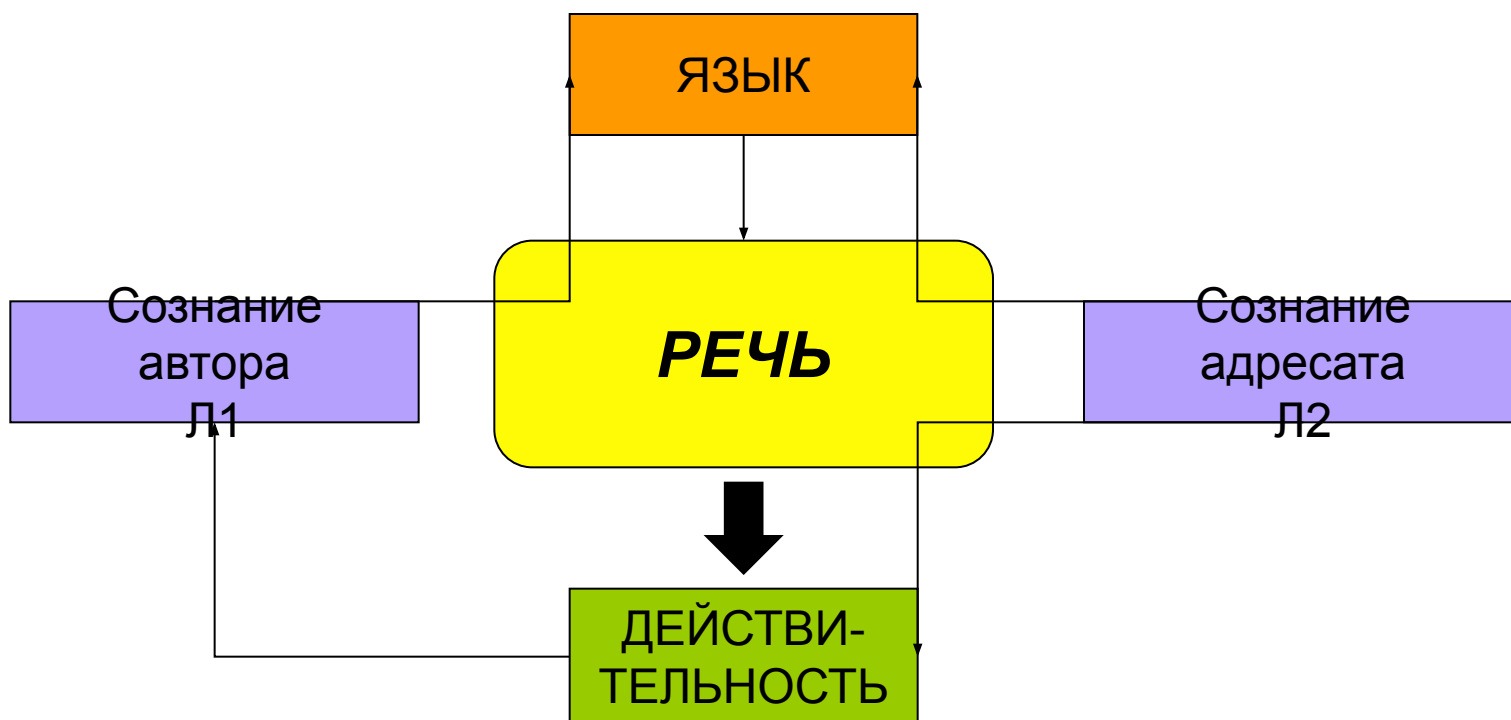 ЯЗЫК
Сознание
автора
Л1
РЕЧЬ
Сознание
адресата
Л2
ДЕЙСТВИ-
ТЕЛЬНОСТЬ